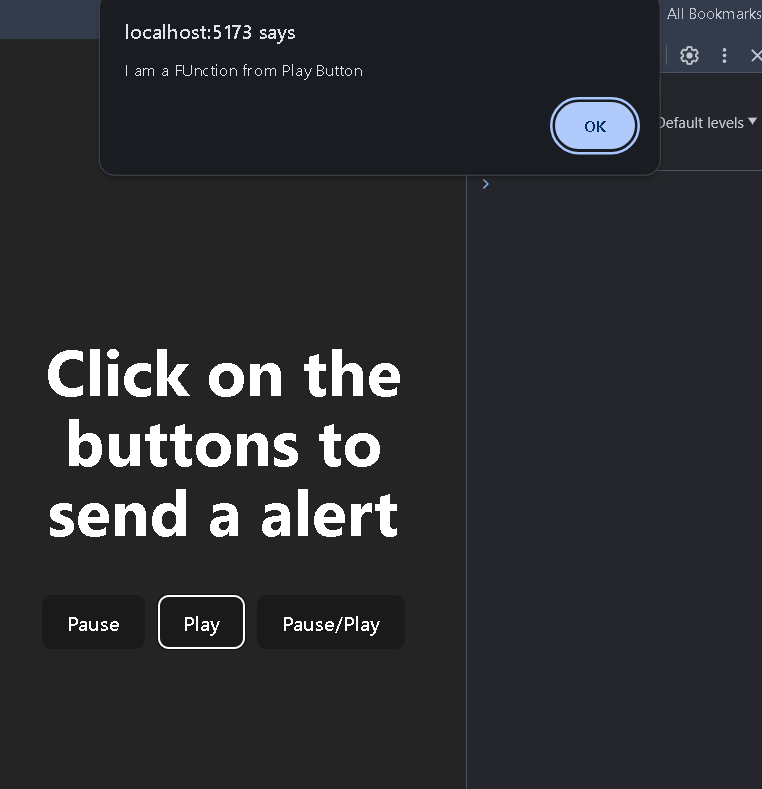 All Bookmarks
localhost:5173 says
I am a FUnction from Play Button
OK
Default levels
Click on the
buttons to
send a alert
Pause
Play
Pause/Play